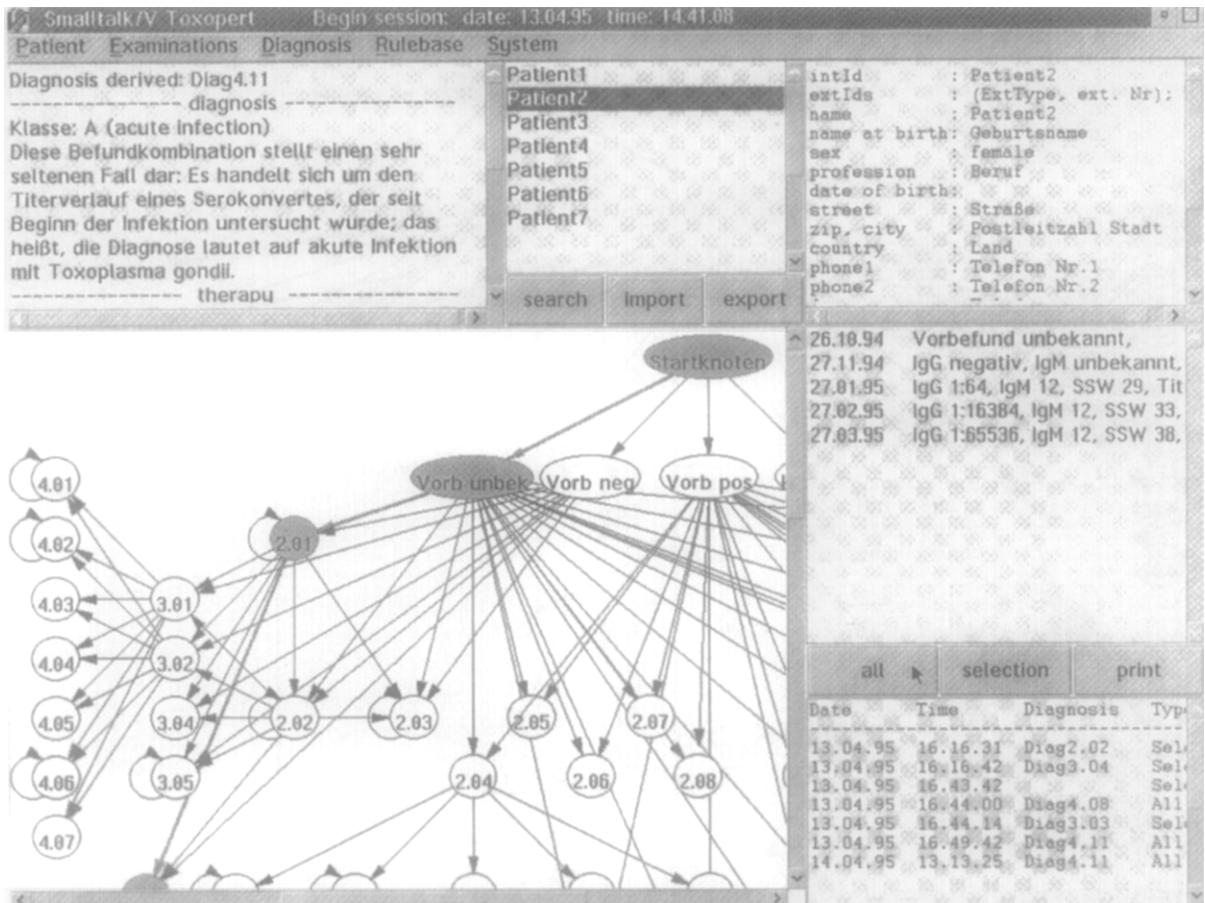 Smalltalk/V Toxopert Begin session: date: 13.04.95 time: 14.41.08
Patient Examinations Diagnosis Rulebase System
Diagnosis derived: Diag4.11
---------------- diagnosis ----------------
Klasse: A (acute infection)
Diese Befundkombination stellt einen sehr
seltenen Fall dar: Es handelt sich um den
Titerverlauf eines Serokonvertes, der seit
Beginn der Infektion untersucht wurde; das
heißt, die Diagnose lautet auf akute Infektion
mit Toxoplasma gondii.
---------------- therapy ----------------
Patient1
Patient2
Patient3
Patient4
Patient5
Patient6
Patient7
search import export
intId : Patient2
extIds : (ExtType, ext. Nr);
name : Patient2
name at birth: Geburtsname
sex : female
profession : Beruf
date of birth:
street : Straße
zip, city : Postleitzahl Stadt
country : Land
phone1 : Telefon Nr.1
phone2 : Telefon Nr.2
Startknoten
Vorb unbek Vorb neg Vorb pos
4.01
4.02 2.01
4.03 3.01
4.04 3.02
4.05 3.04 2.02 2.03 2.05 2.07
4.06 3.05 2.04 2.06 2.08
4.07
26.10.94 Vorbefund unbekannt,
27.11.94 IgG negativ, IgM unbekannt,
27.01.95 IgG 1:64, IgM 12, SSW 29, Tit
27.02.95 IgG 1:16384, IgM 12, SSW 33,
27.03.95 IgG 1:65536, IgM 12, SSW 38,
all selection print
Date Time Diagnosis Typ
13.04.95 16.16.31 Diag2.02 Sel
13.04.95 16.16.42 Diag3.04 Sel
13.04.95 16.43.42 Sel
13.04.95 16.44.00 Diag4.08 All
13.04.95 16.44.14 Diag3.03 Sel
13.04.95 16.49.42 Diag4.11 All
14.04.95 13.13.25 Diag4.11 All